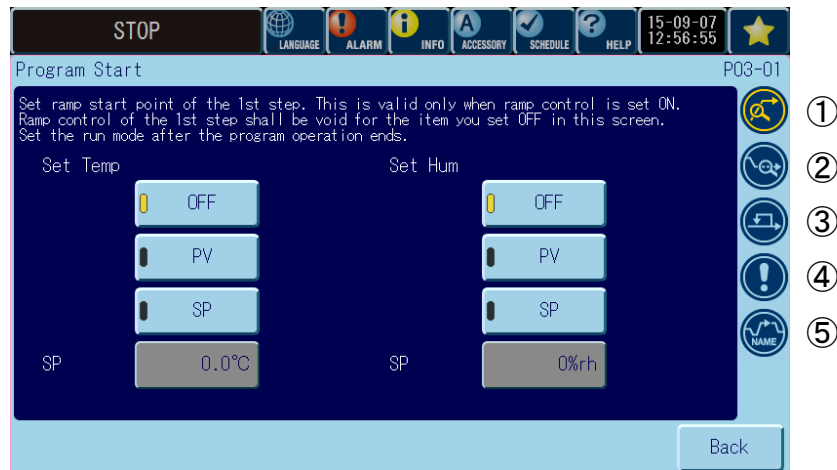 STOP
LANGUAGE
ALARM
INFO
A
ACCESSORY
SCHEDULE
HELP
15-09-07
12:56:55
Program Start
P03-01
Set ramp start point of the 1st step. This is valid only when ramp control is set ON.
Ramp control of the 1st step shall be void for the item you set OFF in this screen.
Set the run mode after the program operation ends.
Set Temp
Set Hum
OFF
OFF
PV
PV
SP
SP
SP
0.0°C
SP
0%rh
NAME
①
②
③
④
⑤
Back